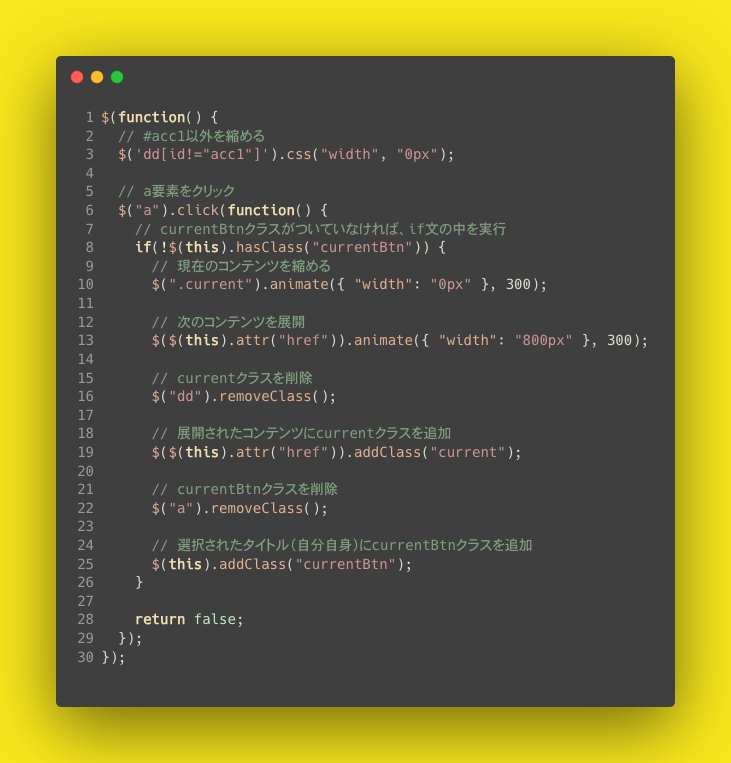 1 $(function() {
2   // #acc1以外を縮める
3   $('dd[id!="acc1"]').css("width", "0px");
4
5   // a要素をクリック
6   $("a").click(function() {
7     // currentBtnクラスがついていなければ、if文の中を実行
8     if(!$(this).hasClass("currentBtn")) {
9       // 現在のコンテンツを縮める
10       $(".current").animate({ "width": "0px" }, 300);
11
12       // 次のコンテンツを展開
13       $($(this).attr("href")).animate({ "width": "800px" }, 300);
14
15       // currentクラスを削除
16       $("dd").removeClass();
17
18       // 展開されたコンテンツにcurrentクラスを追加
19       $($(this).attr("href")).addClass("current");
20
21       // currentBtnクラスを削除
22       $("a").removeClass();
23
24       // 選択されたタイトル(自分自身)にcurrentBtnクラスを追加
25       $(this).addClass("currentBtn");
26     }
27
28     return false;
29   });
30 });